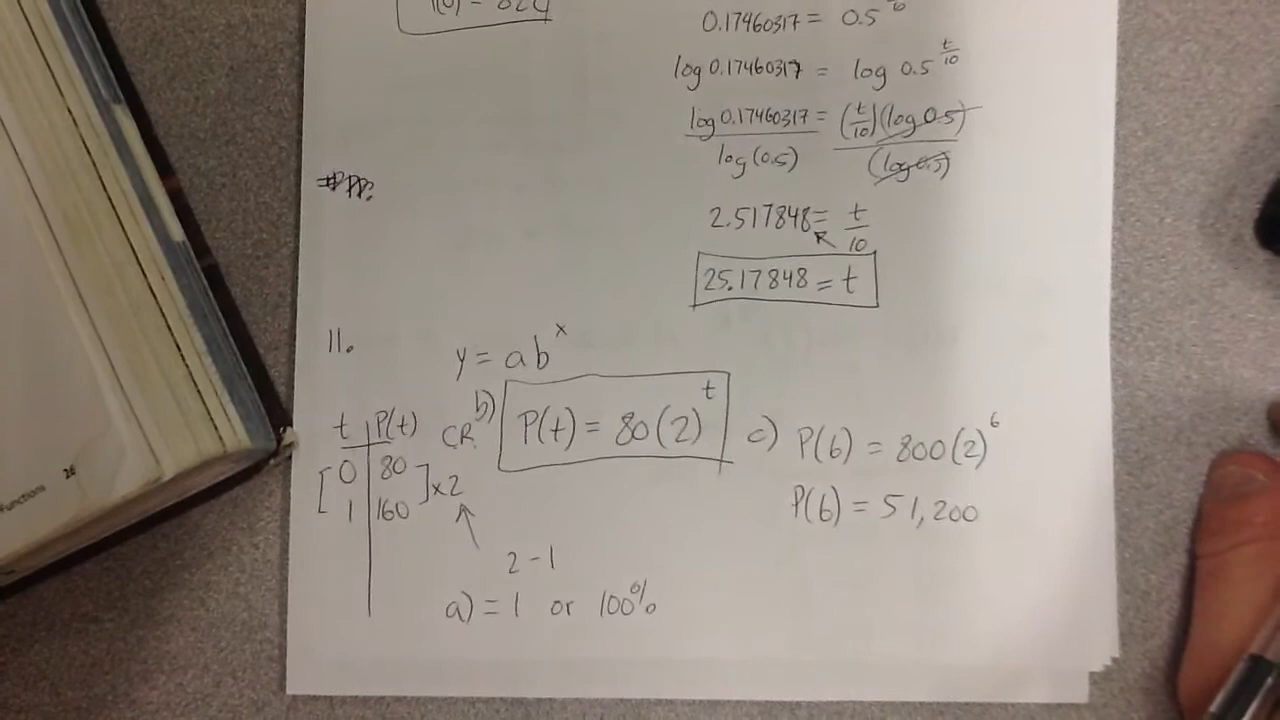 0.17460317 = 0.5
log 0.17460317 = log 0.5^(t/10)
log 0.17460317 / log(0.5) = (t/10)(log 0.5) / (log 0.5)
2.517848 = t/10
25.17848 = t
11.
y = ab^x
t P(t)
0 80
1 160
x2
CR
b) P(t) = 80(2)^t
2-1
a) = 1 or 100%
c) P(6) = 800(2)^6
P(6) = 51,200
Functions 26